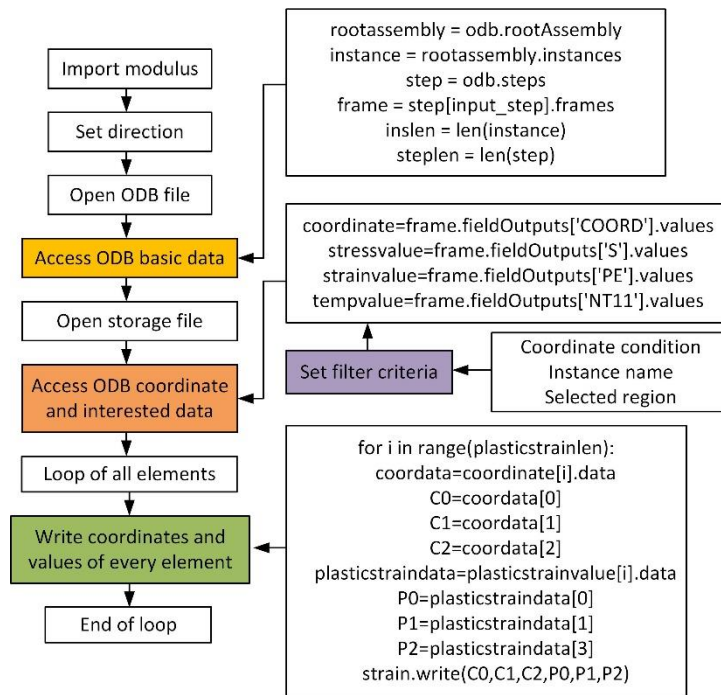 Import modulus
Set direction
Open ODB file
Access ODB basic data
Open storage file
Access ODB coordinate
and interested data
Loop of all elements
Write coordinates and
values of every element
End of loop
rootassembly = odb.rootAssembly
instance = rootassembly.instances
step = odb.steps
frame = step[input_step].frames
inslen = len(instance)
steplen = len(step)
coordinate=frame.fieldOutputs['COORD'].values
stressvalue=frame.fieldOutputs['S'].values
strainvalue=frame.fieldOutputs['PE'].values
tempvalue=frame.fieldOutputs['NT11'].values
Set filter criteria
Coordinate condition
Instance name
Selected region
for i in range(plasticstrainlen):
coordata=coordinate[i].data
C0=coordata[0]
C1=coordata[1]
C2=coordata[2]
plasticstraindata=plasticstrainvalue[i].data
P0=plasticstraindata[0]
P1=plasticstraindata[1]
P2=plasticstraindata[3]
strain.write(C0,C1,C2,P0,P1,P2)